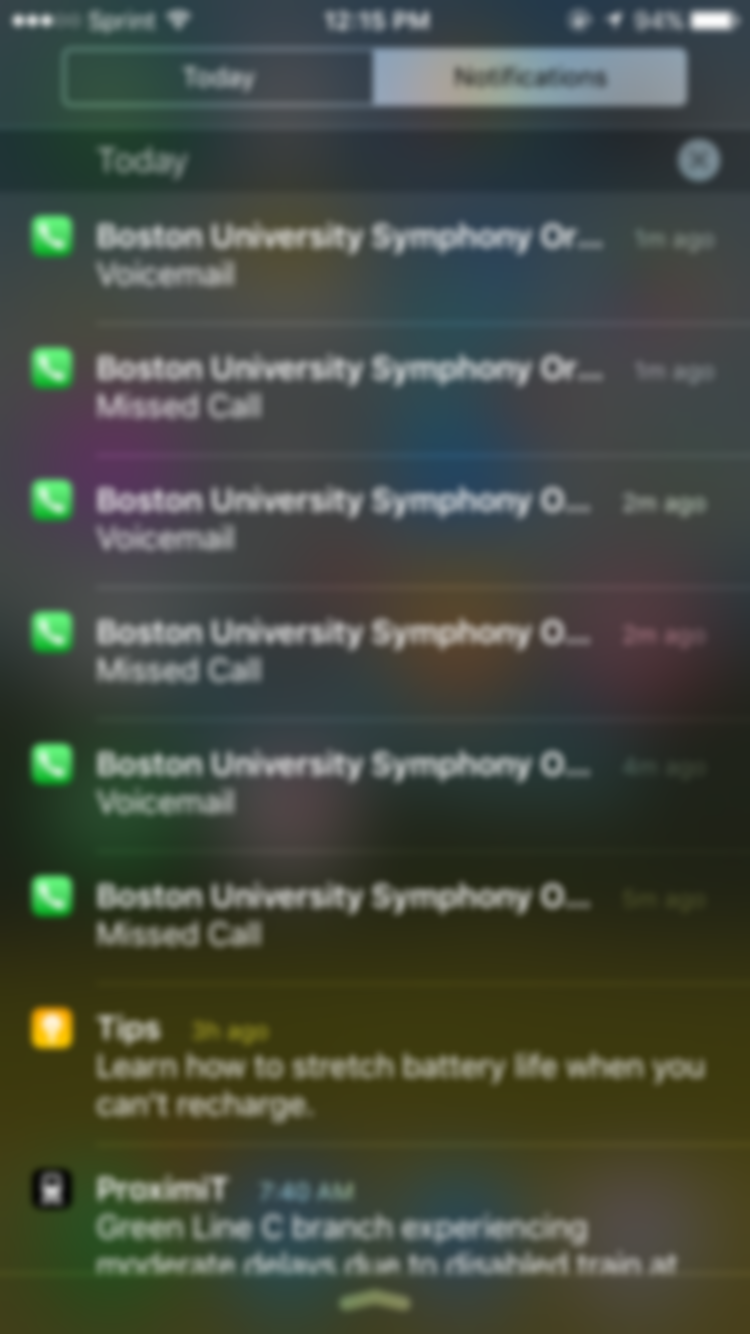 Sprint 12:15 PM 94%
Today Notifications
Today
Boston University Symphony Or... 1m ago
Voicemail
Boston University Symphony Or... 1m ago
Missed Call
Boston University Symphony O... 2m ago
Voicemail
Boston University Symphony O... 2m ago
Missed Call
Boston University Symphony O... 4m ago
Voicemail
Boston University Symphony O... 5m ago
Missed Call
Tips 3h ago
Learn how to stretch battery life when you
can't recharge.
ProximiT 7:40 AM
Green Line C branch experiencing
moderate delays due to disabled train at